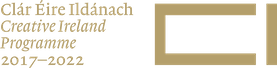 Clár Éire Ildánach
Creative Ireland
Programme
2017–2022